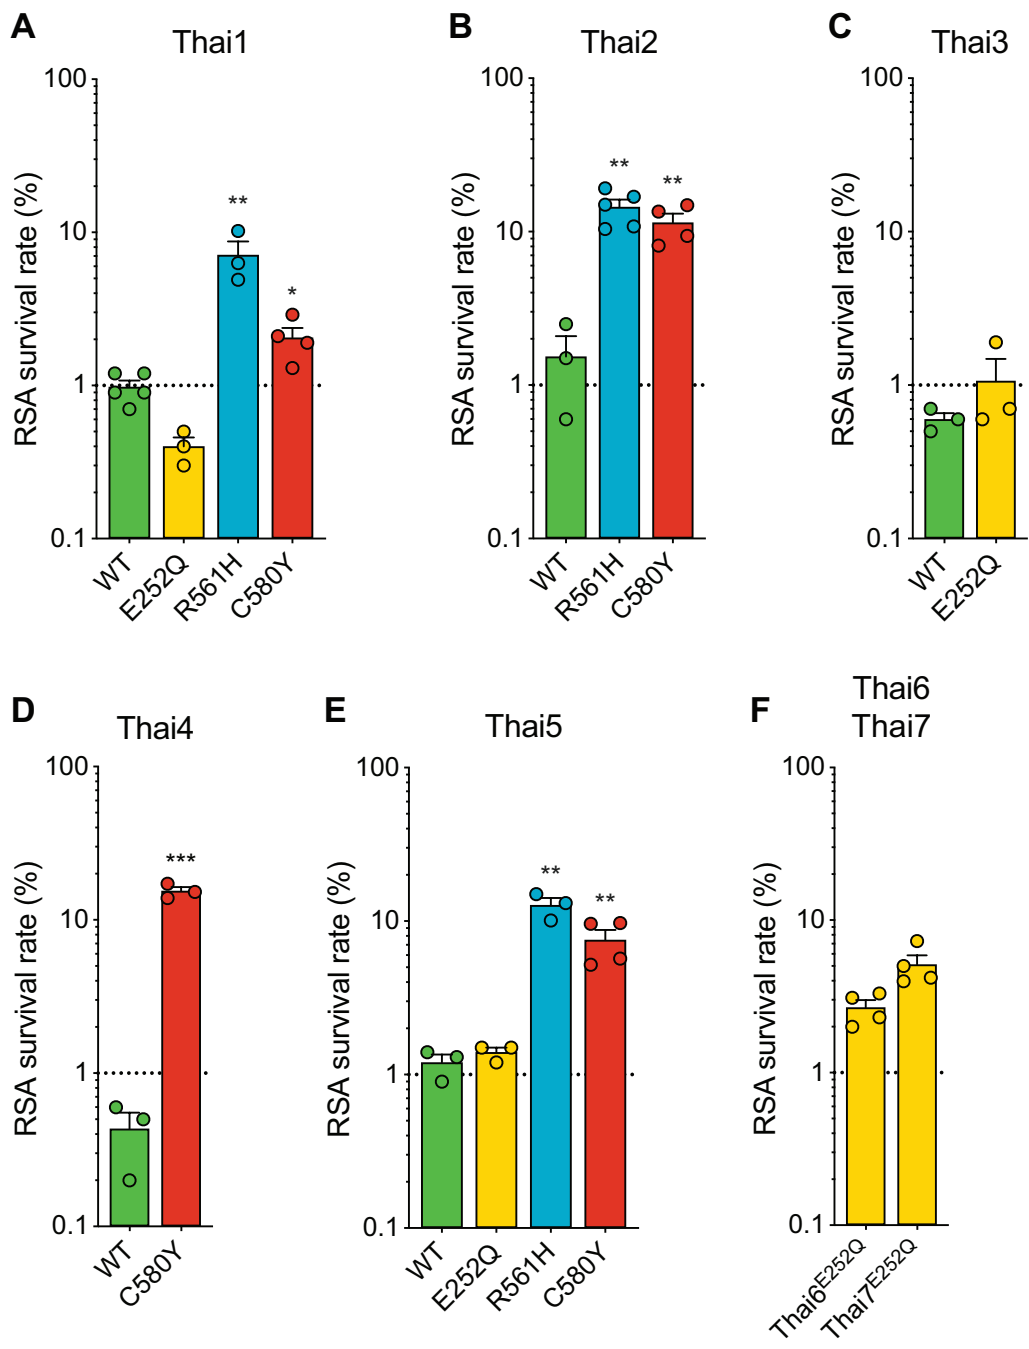 A
Thai1
RSA survival rate (%)
100
10
1
0.1
**
*
WT
E252Q
R561H
C580Y
B
Thai2
RSA survival rate (%)
100
10
1
0.1
**
**
WT
R561H
C580Y
C
Thai3
RSA survival rate (%)
100
10
1
0.1
WT
E252Q
D
Thai4
RSA survival rate (%)
100
10
1
0.1
***
WT
C580Y
E
Thai5
RSA survival rate (%)
100
10
1
0.1
**
**
WT
E252Q
R561H
C580Y
F
Thai6
Thai7
RSA survival rate (%)
100
10
1
0.1
Thai6E252Q
Thai7E252Q